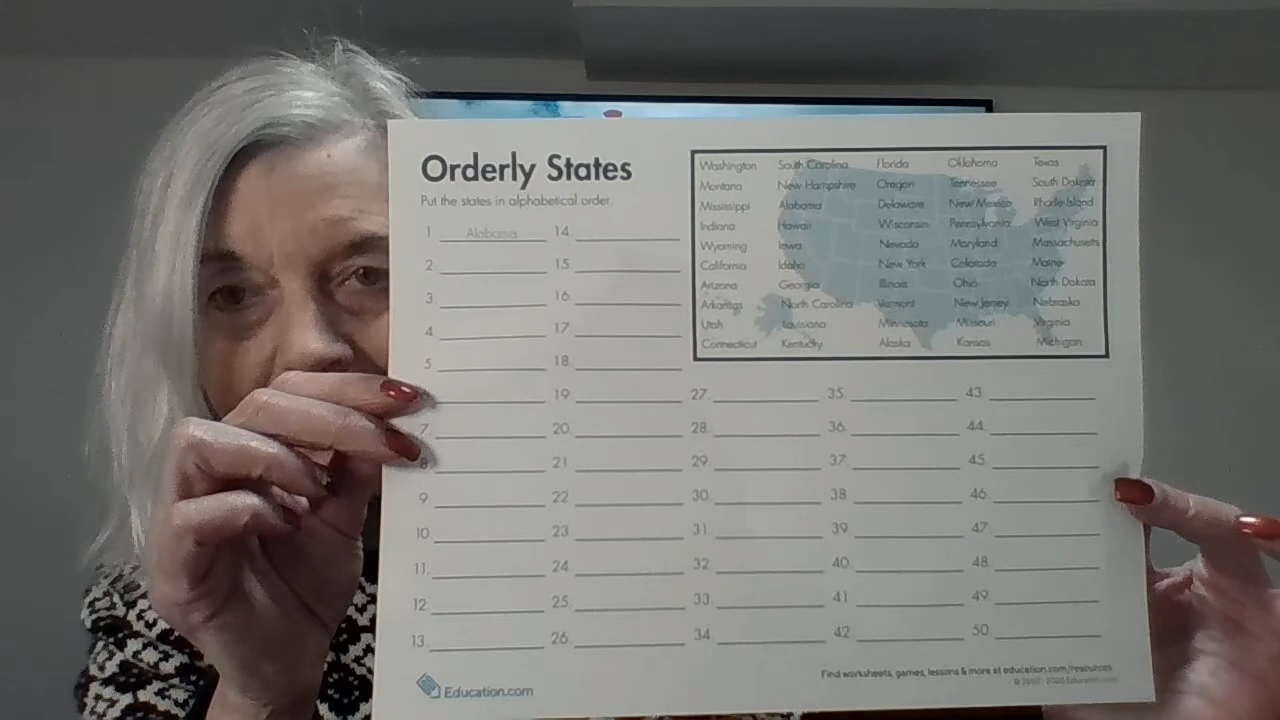 Orderly States
Put the states in alphabetical order.
Washington South Carolina Florida Oklahoma Texas
Montana New Hampshire Oregon Tennessee South Dakota
Mississippi Alabama Delaware New Mexico Rhode Island
Indiana Hawaii Wisconsin Pennsylvania West Virginia
Wyoming Iowa Nevada Maryland Massachusetts
California Idaho New York Colorado Maine
Arizona Georgia Illinois Ohio North Dakota
Arkansas North Carolina Vermont New Jersey Nebraska
Utah Louisiana Minnesota Missouri Virginia
Connecticut Kentucky Alaska Kansas Michigan
1. Alabama 14.
2. 15.
3. 16.
4. 17.
5. 18.
19. 27. 35. 43.
7. 20. 28. 36. 44.
8. 21. 29. 37. 45.
9. 22. 30. 38. 46.
10. 23. 31. 39. 47.
11. 24. 32. 40. 48.
12. 25. 33. 41. 49.
13. 26. 34. 42. 50.
Education.com
Find worksheets, games, lessons & more at education.com/resources
© 2007 - 2020 Education.com